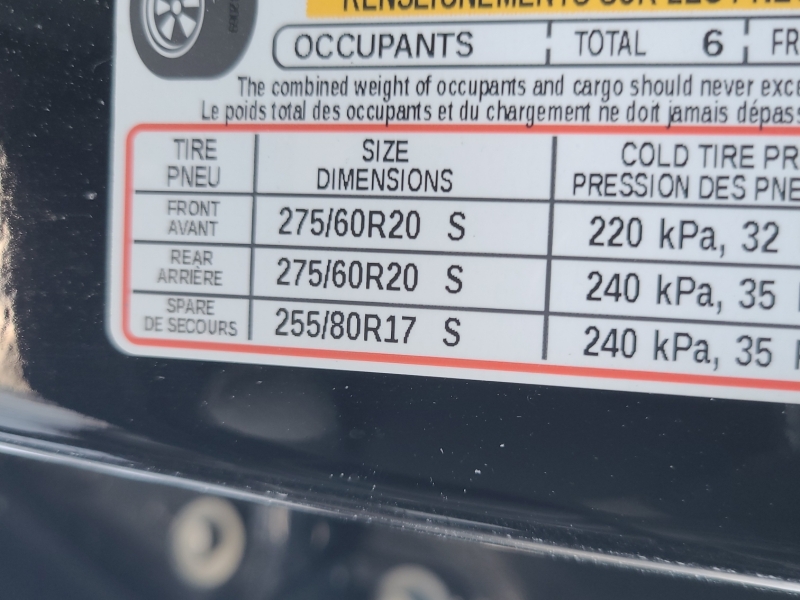 RENSEIGNEMENTS SUR LES PNEUS
OCCUPANTS TOTAL 6 FR
The combined weight of occupants and cargo should never exce
Le poids total des occupants et du chargement ne doit jamais dépass
TIRE PNEU
SIZE DIMENSIONS
COLD TIRE PR
PRESSION DES PNE
FRONT AVANT
275/60R20 S
220 kPa, 32
REAR ARRIÈRE
275/60R20 S
240 kPa, 35
SPARE DE SECOURS
255/80R17 S
240 kPa, 35